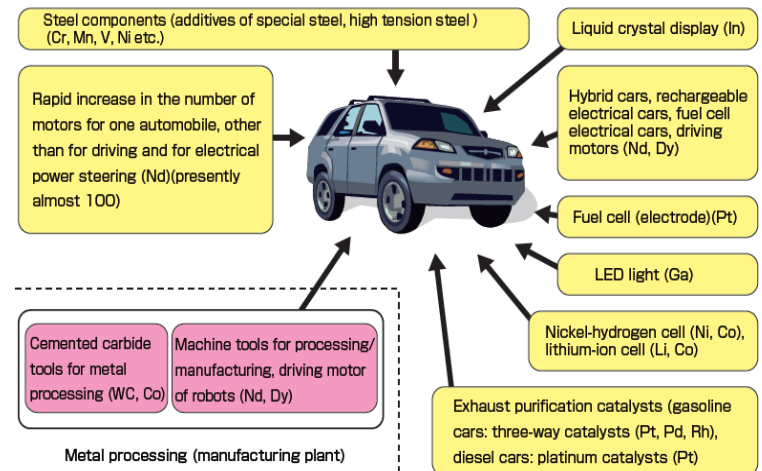 Steel components (additives of special steel, high tension steel )
(Cr, Mn, V, Ni etc.)
Liquid crystal display (In)
Rapid increase in the number of
motors for one automobile, other
than for driving and for electrical
power steering (Nd)(presently
almost 100)
Hybrid cars, rechargeable
electrical cars, fuel cell
electrical cars, driving
motors (Nd, Dy)
Fuel cell (electrode)(Pt)
LED light (Ga)
Nickel-hydrogen cell (Ni, Co),
lithium-ion cell (Li, Co)
Cemented carbide
tools for metal
processing (WC, Co)
Machine tools for processing/
manufacturing, driving motor
of robots (Nd, Dy)
Metal processing (manufacturing plant)
Exhaust purification catalysts (gasoline
cars: three-way catalysts (Pt, Pd, Rh),
diesel cars: platinum catalysts (Pt)